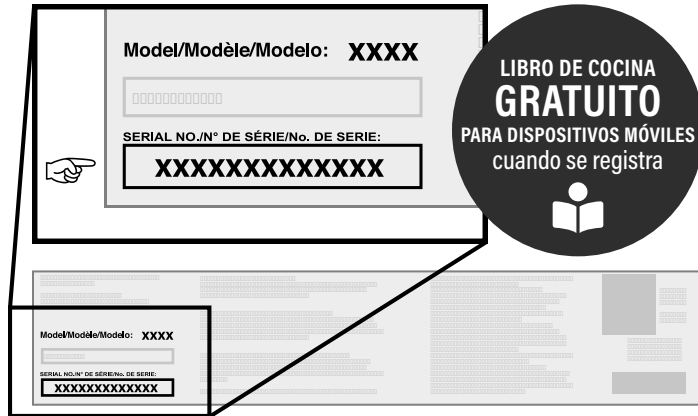 Model/Modèle/Modelo: XXXX
SERIAL NO./N° DE SÉRIE/No. DE SERIE:
XXXXXXXXXXXXX
LIBRO DE COCINA
GRATUITO
PARA DISPOSITIVOS MÓVILES
cuando se registra
Model/Modèle/Modelo: XXXX
SERIAL NO./N° DE SÉRIE/No. DE SERIE:
XXXXXXXXXXXXX